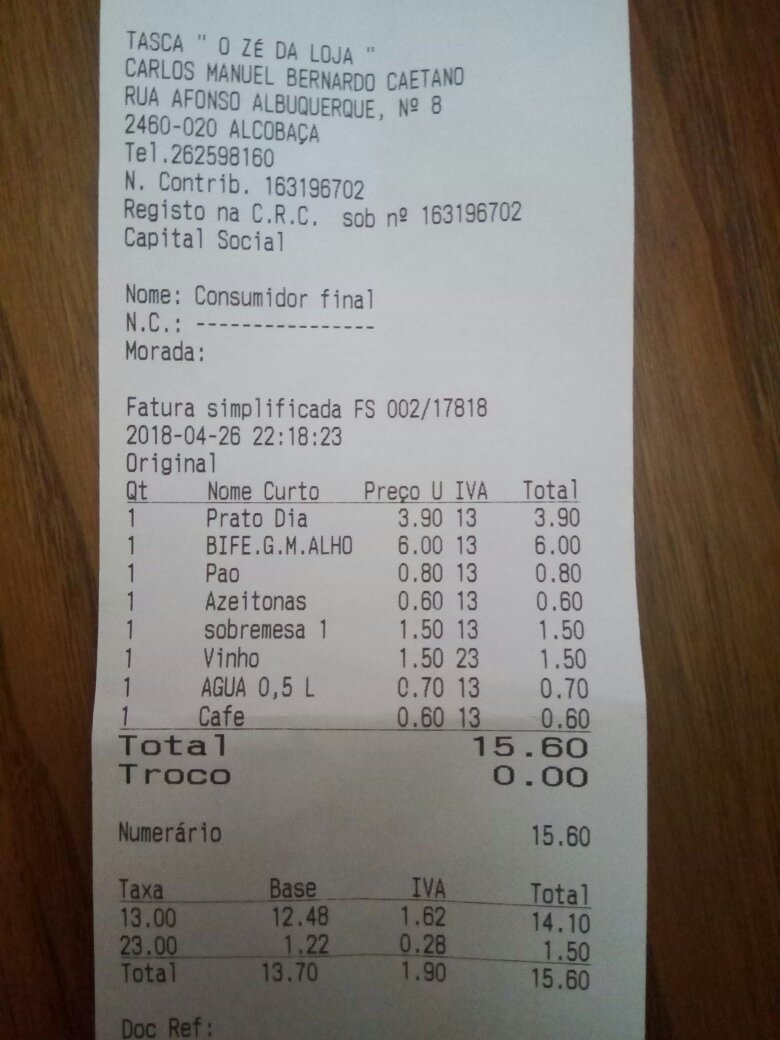 TASCA " O ZÉ DA LOJA "
CARLOS MANUEL BERNARDO CAETANO
RUA AFONSO ALBUQUERQUE, Nº 8
2460-020 ALCOBAÇA
Tel.262598160
N. Contrib. 163196702
Registo na C.R.C. sob nº 163196702
Capital Social
Nome: Consumidor final
N.C.: ----------------
Morada:
Fatura simplificada FS 002/17818
2018-04-26 22:18:23
Original
Qt Nome Curto Preço U IVA Total
1 Prato Dia 3.90 13 3.90
1 BIFE.G.M.ALHO 6.00 13 6.00
1 Pao 0.80 13 0.80
1 Azeitonas 0.60 13 0.60
1 sobremesa 1 1.50 13 1.50
1 Vinho 1.50 23 1.50
1 AGUA 0,5 L 0.70 13 0.70
1 Cafe 0.60 13 0.60
Total 15.60
Troco 0.00
Numerário 15.60
Taxa Base IVA Total
13.00 12.48 1.62 14.10
23.00 1.22 0.28 1.50
Total 13.70 1.90 15.60
Doc Ref: